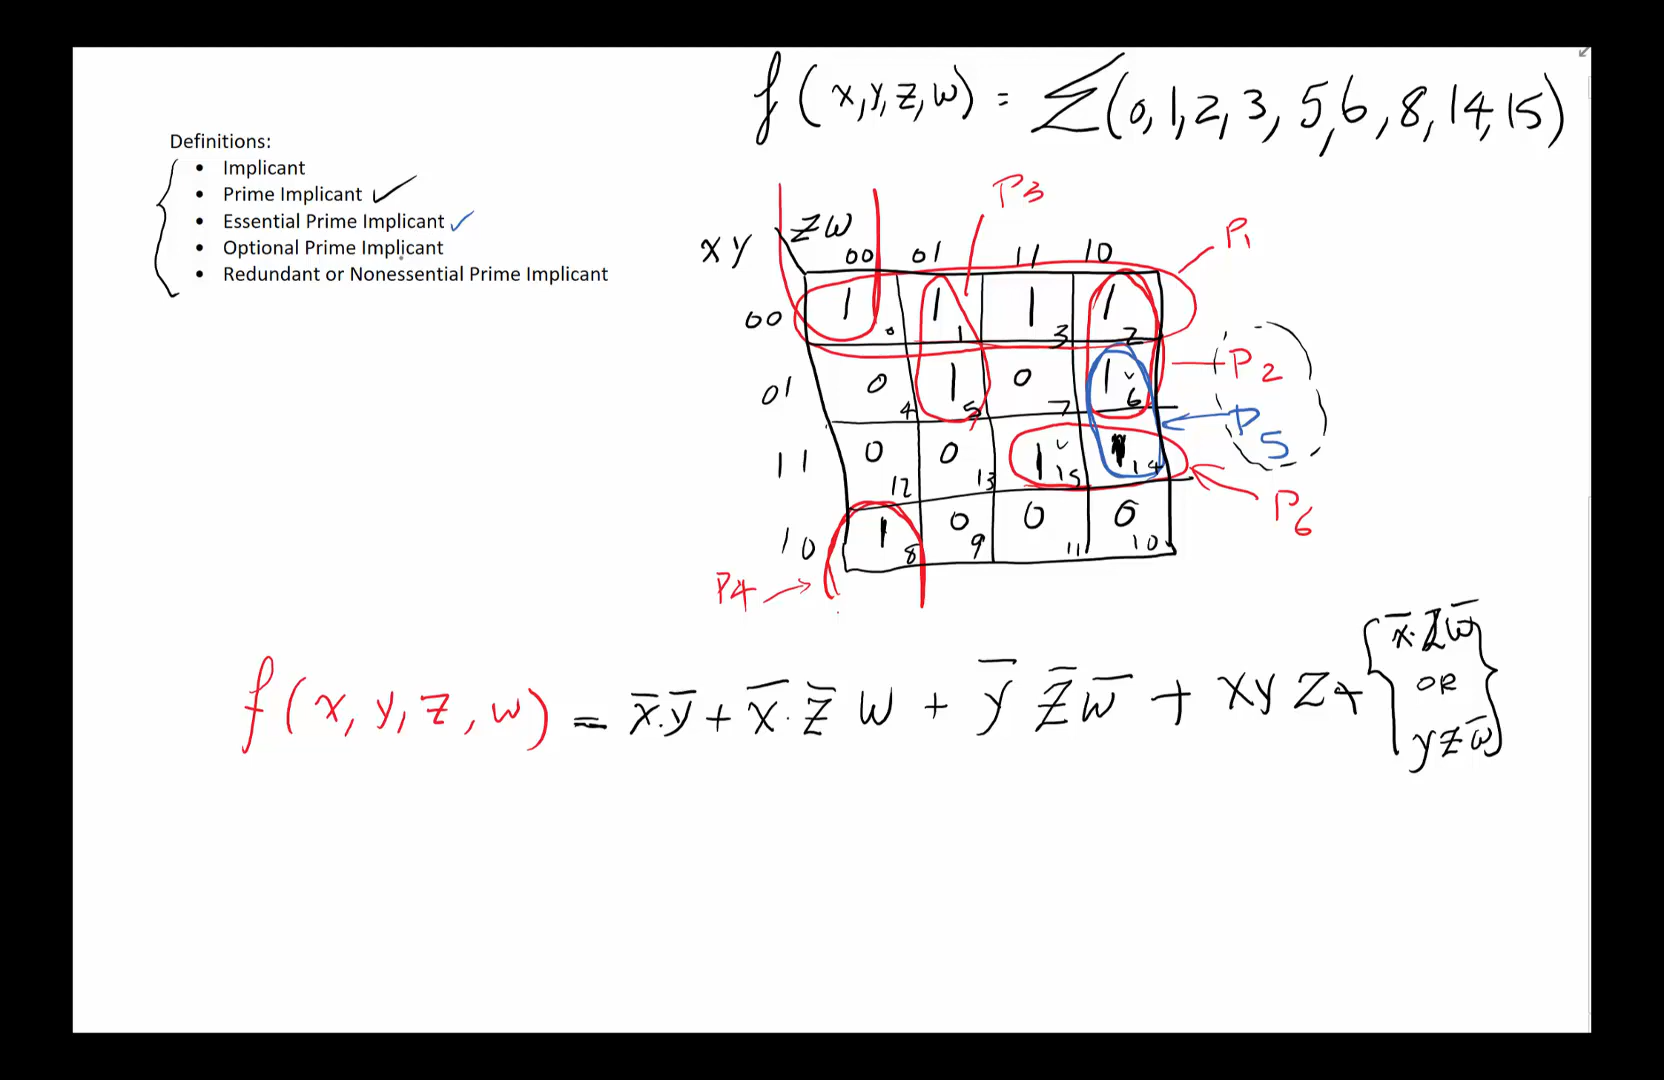 f(x,y,z,w) = Σ(0,1,2,3,5,6,8,14,15)
Definitions:
• Implicant
• Prime Implicant ✓
• Essential Prime Implicant ✓
• Optional Prime Implicant
• Redundant or Nonessential Prime Implicant
P3
P1
xy zw
00 01 11 10
00 1 0 1 1 1 3 1 2
P2
01 0 4 1 5 0 7 1 ✓ 6
P5
11 0 12 0 13 1 ✓ 15 1 14
P6
10 1 8 0 9 0 11 0 10
P4
f(x,y,z,w) = x̅.y̅ + x̅.z̅ w + y̅ z̅ w̅ + xyz + { x̅.z w̅
OR
y z w̅ }